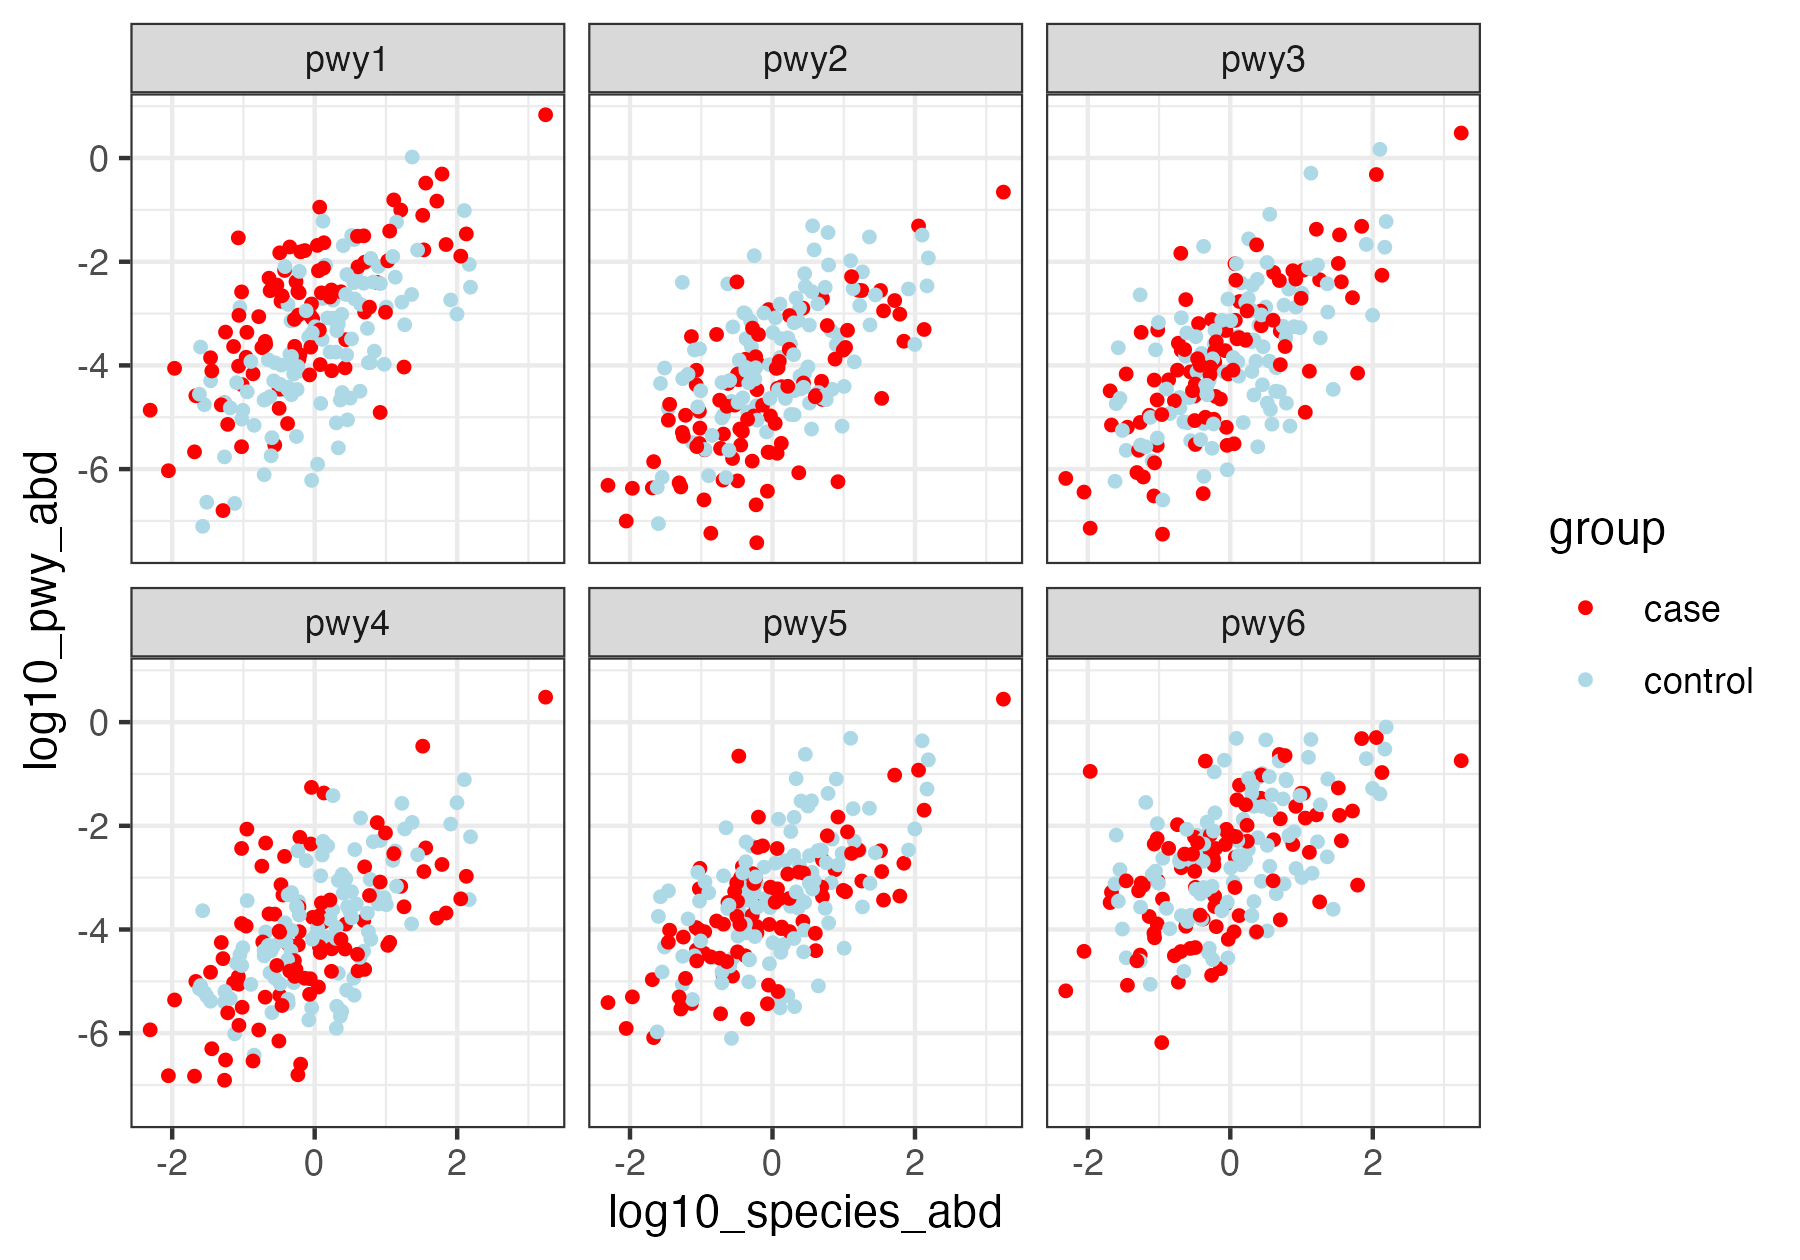 pwy1 pwy2 pwy3
0
-2
-4
-6
pwy4 pwy5 pwy6
0
-2
-4
-6
-2 0 2 -2 0 2 -2 0 2
log10_species_abd
log10_pwy_abd
group
case
control